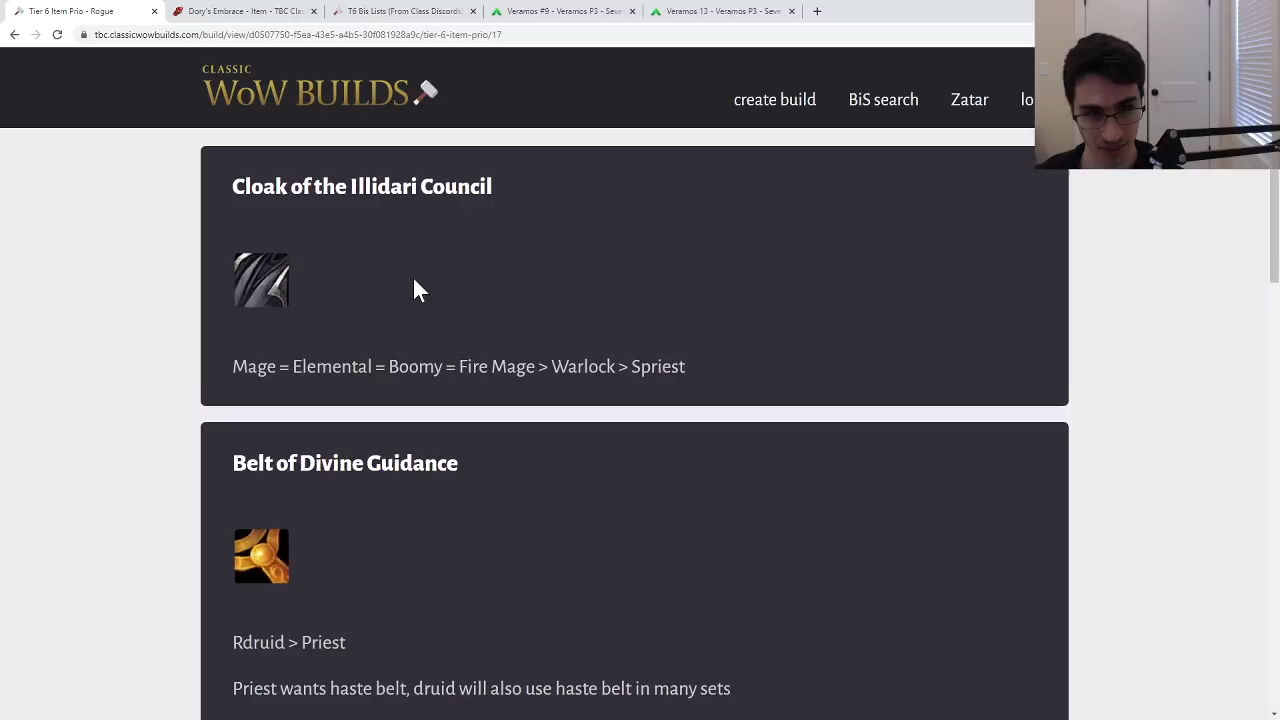 Tier 6 Item Prio - Rogue
Dory's Embrace - Item - TBC Clas
T6 Bis Lists (From Class Discords)
Veramos #9 - Veramos P3 - Seve
Veramos 13 - Veramos P3 - Seve
tbc.classicwowbuilds.com/build/view/d0507750-f5ea-43e5-a4b5-30f081928a9c/tier-6-item-prio/17
CLASSIC
WoW BUILDS
create build
BiS search
Zatar
lo
Cloak of the Illidari Council
Mage = Elemental = Boomy = Fire Mage > Warlock > Spriest
Belt of Divine Guidance
Rdruid > Priest
Priest wants haste belt, druid will also use haste belt in many sets